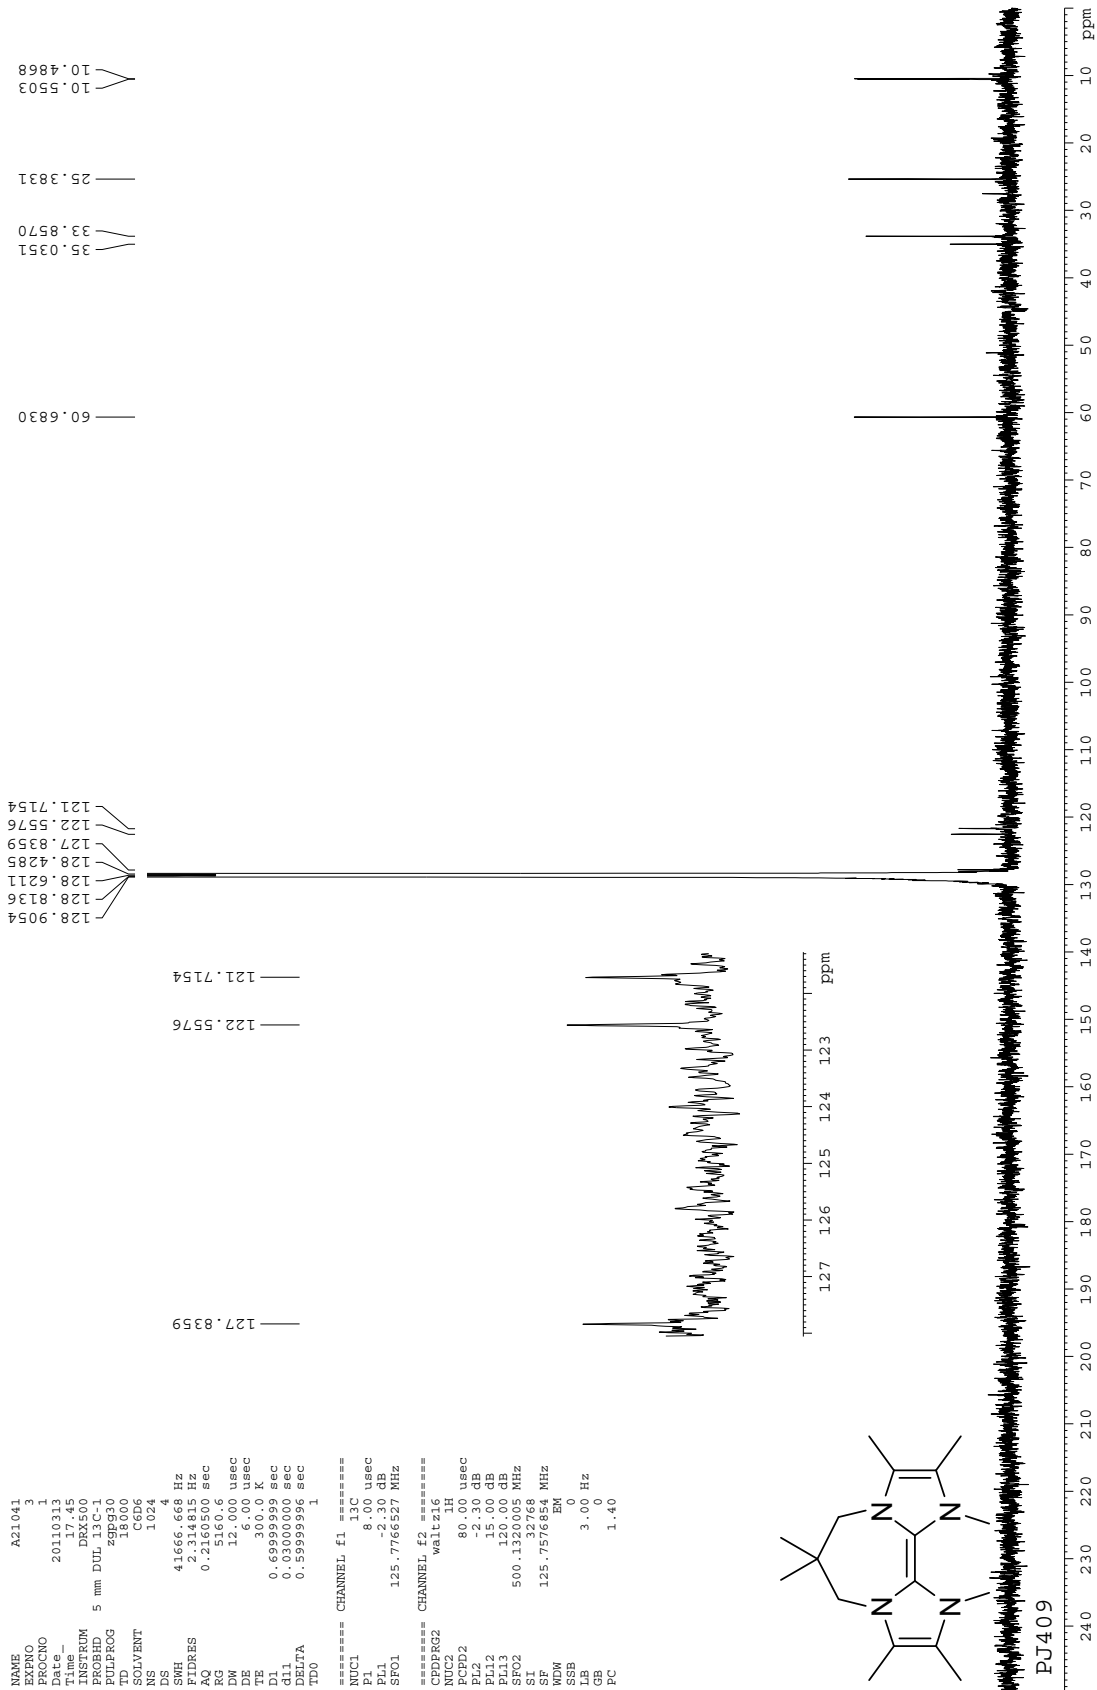 NAME A21041
EXPNO 3
PROCNO 1
Date_ 20110313
Time 17.45
INSTRUM DRX500
PROBHD 5 mm DUL 13C-1
PULPROG zgpg30
TD 18000
SOLVENT C6D6
NS 1024
DS 4
SWH 41666.668 Hz
FIDRES 2.314815 Hz
AQ 0.2160500 sec
RG 5160.6
DW 12.000 usec
DE 6.00 usec
TE 300.0 K
D1 0.69999999 sec
d11 0.03000000 sec
DELTA 0.59999996 sec
TD0 1
======== CHANNEL f1 ========
NUC1 13C
P1 8.00 usec
PL1 -2.30 dB
SFO1 125.7766527 MHz
======== CHANNEL f2 ========
CPDPRG2 waltz16
NUC2 1H
PCPD2 80.00 usec
PL2 -2.30 dB
PL12 15.00 dB
PL13 120.00 dB
SFO2 500.1320005 MHz
SI 32768
SF 125.7576854 MHz
WDW EM
SSB 0
LB 3.00 Hz
GB 0
PC 1.40
128.9054
128.8136
128.6211
128.4285
127.8359
122.5576
121.7154
60.6830
35.0351
33.8570
25.3831
10.5503
10.4868
127.8359
122.5576
121.7154
127 126 125 124 123 ppm
N N
N N
PJ409
240 230 220 210 200 190 180 170 160 150 140 130 120 110 100 90 80 70 60 50 40 30 20 10 ppm